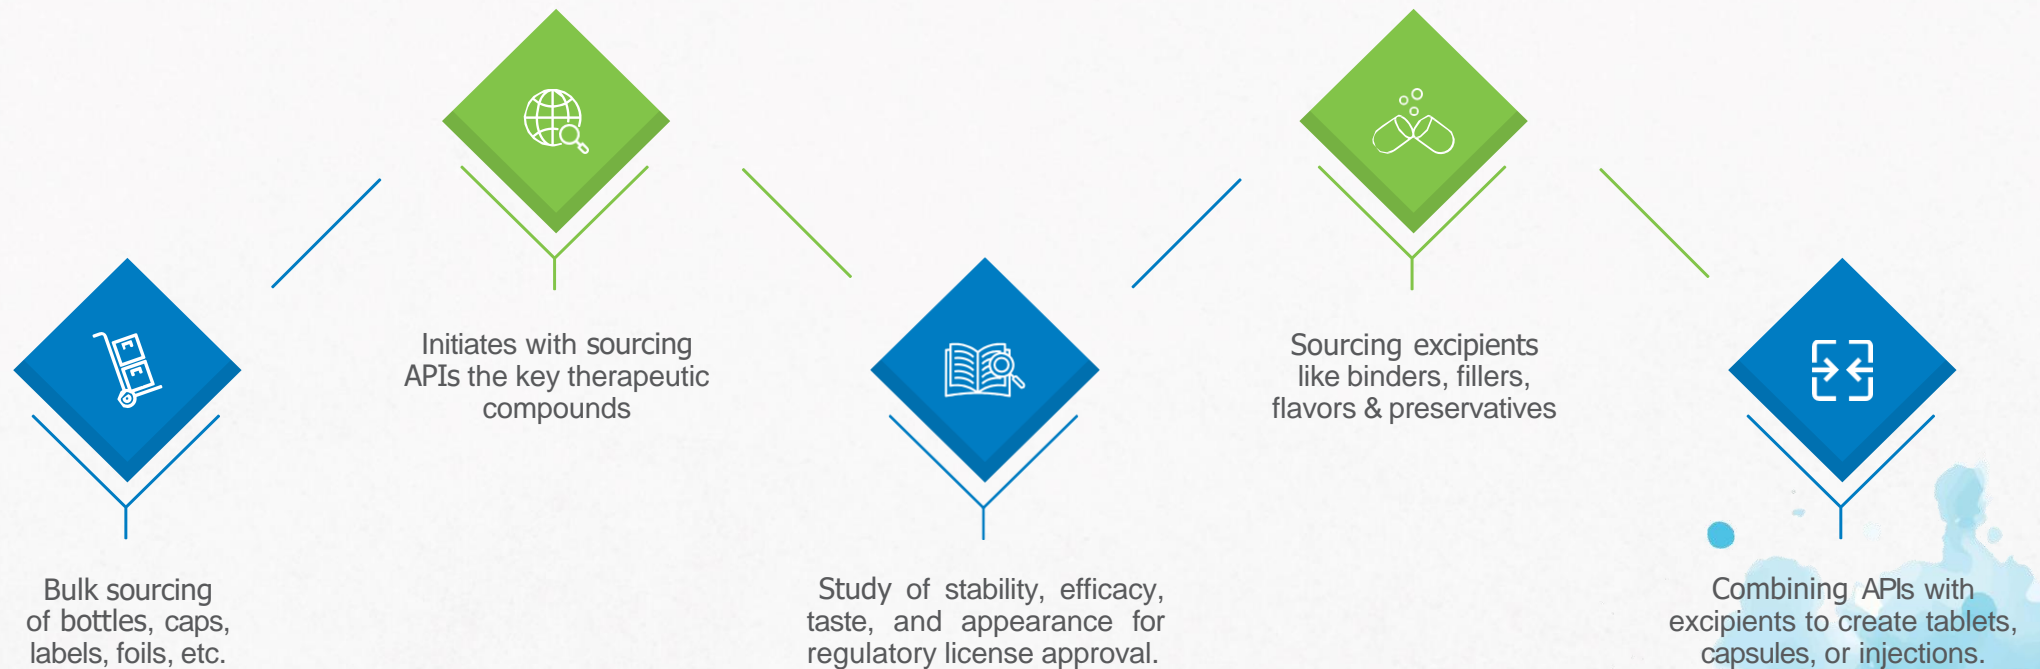 Bulk sourcing
of bottles, caps,
labels, foils, etc.
Initiates with sourcing
APIs the key therapeutic
compounds
Study of stability, efficacy,
taste, and appearance for
regulatory license approval.
Sourcing excipients
like binders, fillers,
flavors & preservatives
Combining APIs with
excipients to create tablets,
capsules, or injections.